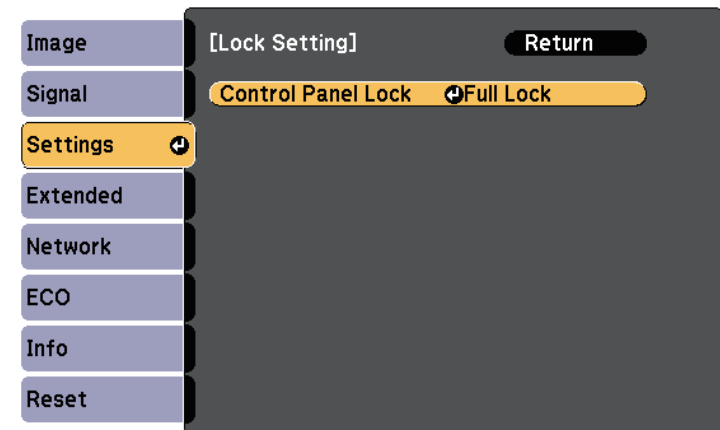 Image
Signal
Settings
Extended
Network
ECO
Info
Reset
[Lock Setting]
Return
Control Panel Lock Full Lock